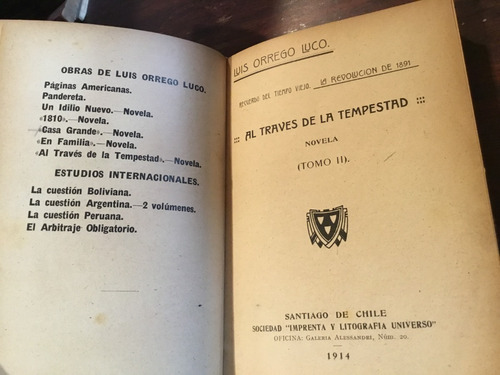 OBRAS DE LUIS ORREGO LUCO.
Páginas Americanas.
Pandereta.
Un Idilio Nuevo.—Novela.
«1810».—Novela.
«Casa Grande».—Novela.
«En Familia».—Novela.
«Al Través de la Tempestad».—Novela.
ESTUDIOS INTERNACIONALES.
La cuestión Boliviana.
La cuestión Argentina.—2 volúmenes.
La cuestión Peruana.
El Arbitraje Obligatorio.
LUIS ORREGO LUCO.
RECUERDO DEL TIEMPO VIEJO. LA REVOLUCION DE 1891
AL TRAVES DE LA TEMPESTAD
NOVELA
(TOMO II).
SANTIAGO DE CHILE
SOCIEDAD "IMPRENTA Y LITOGRAFIA UNIVERSO"
OFICINA: GALERIA ALESSANDRI, NÚM. 20.
1914